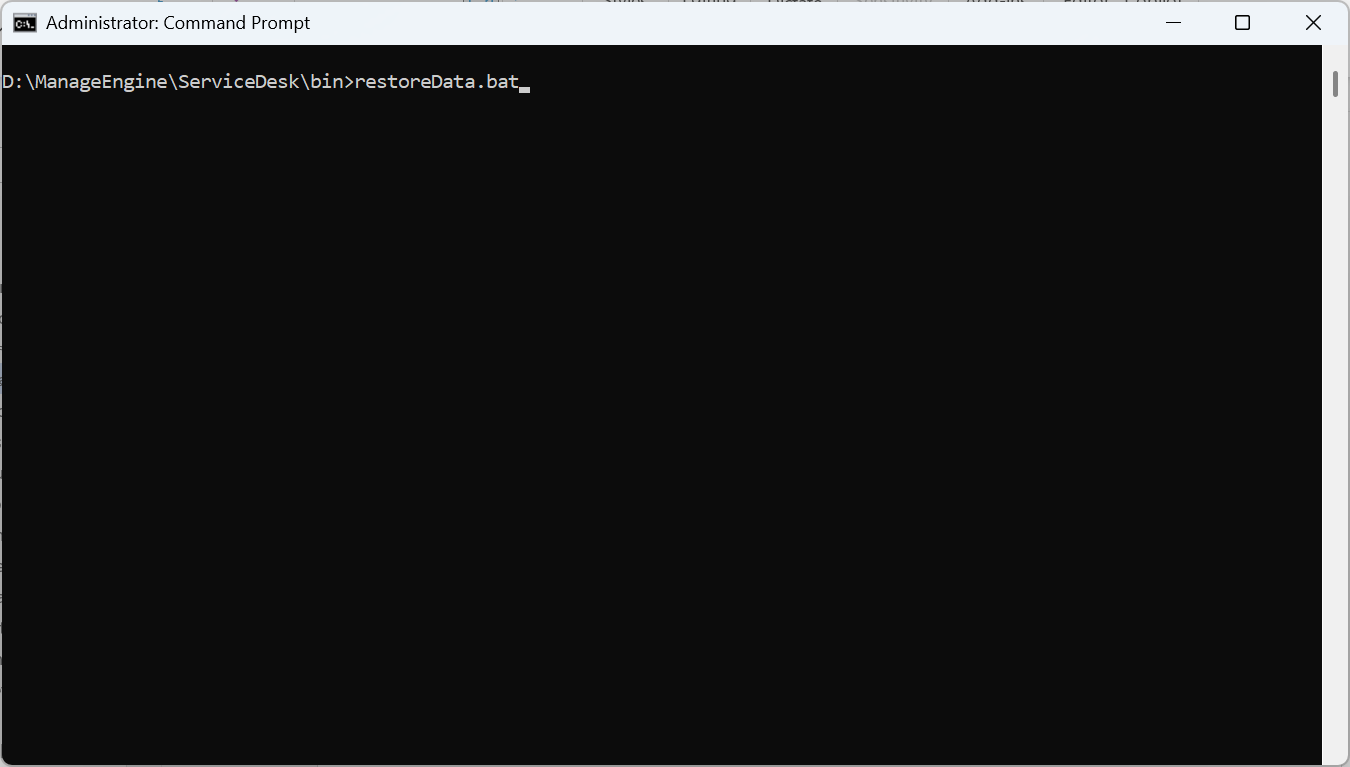 Administrator: Command Prompt
D:\ManageEngine\ServiceDesk\bin>restoreData.bat